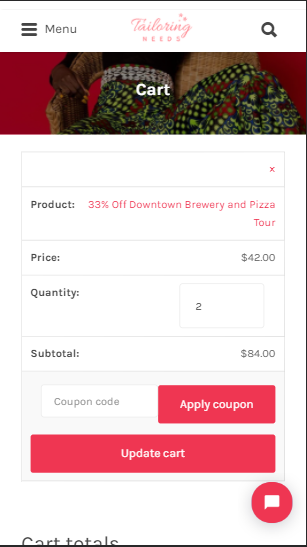 Menu
Tailoring
NEEDS
Cart
×
Product: 33% Off Downtown Brewery and Pizza
Tour
Price: $42.00
Quantity: 2
Subtotal: $84.00
Coupon code Apply coupon
Update cart
Cart totals